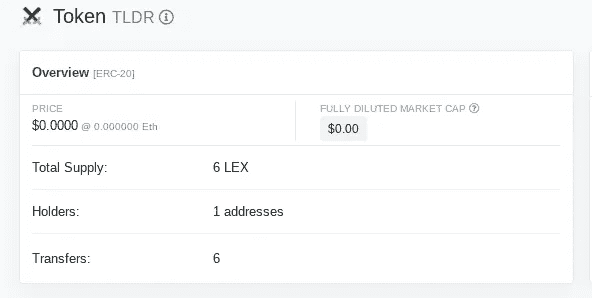 Token TLDR
Overview [ERC-20]
PRICE
$0.0000 @ 0.000000 Eth
FULLY DILUTED MARKET CAP
$0.00
Total Supply: 6 LEX
Holders: 1 addresses
Transfers: 6